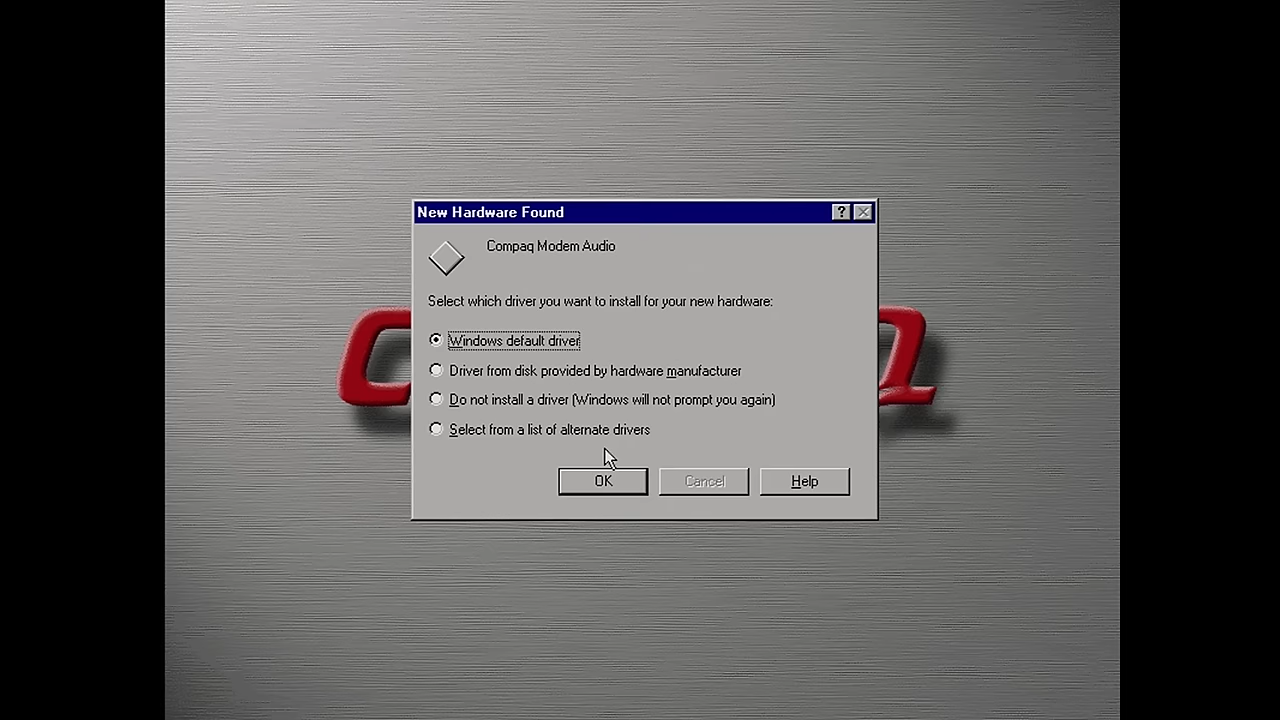 New Hardware Found
Compaq Modem Audio
Select which driver you want to install for your new hardware:
Windows default driver
Driver from disk provided by hardware manufacturer
Do not install a driver (Windows will not prompt you again)
Select from a list of alternate drivers
OK Cancel Help